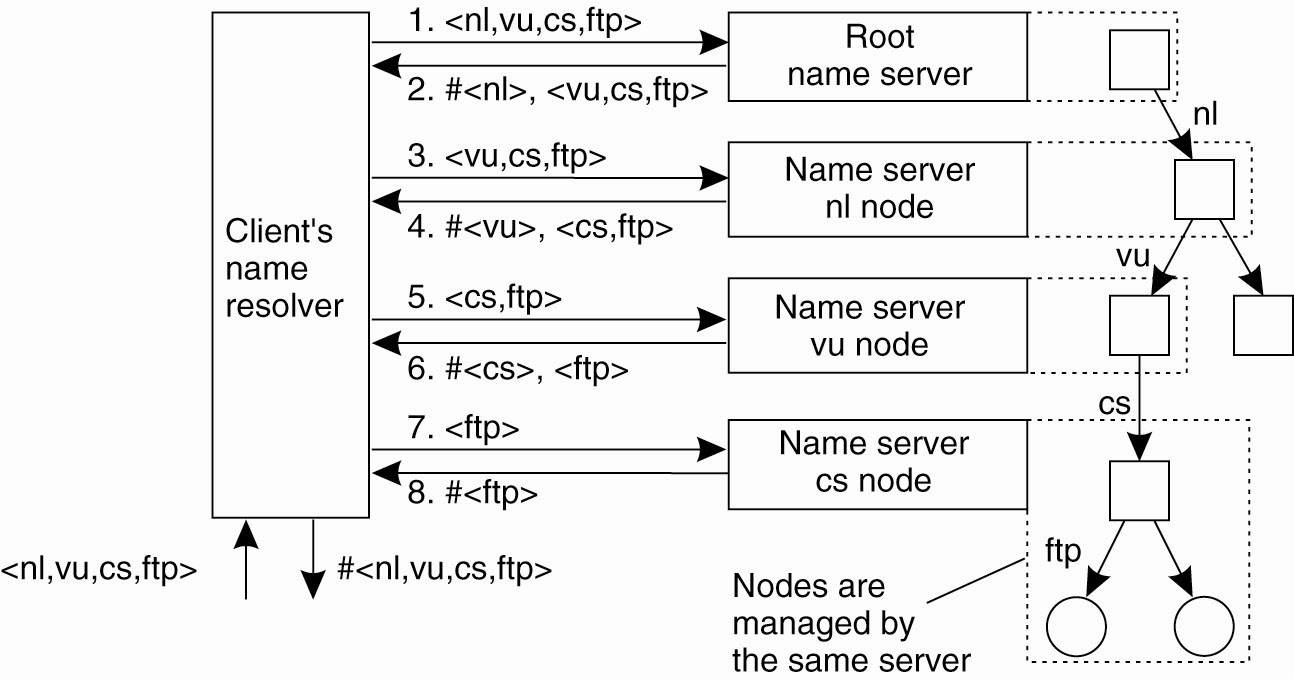 1. <nl,vu,cs,ftp>
2. #<nl>, <vu,cs,ftp>
3. <vu,cs,ftp>
4. #<vu>, <cs,ftp>
5. <cs,ftp>
6. #<cs>, <ftp>
7. <ftp>
8. #<ftp>
Client's
name
resolver
<nl,vu,cs,ftp>
#<nl,vu,cs,ftp>
Root
name server
Name server
nl node
Name server
vu node
Name server
cs node
nl
vu
cs
ftp
Nodes are
managed by
the same server